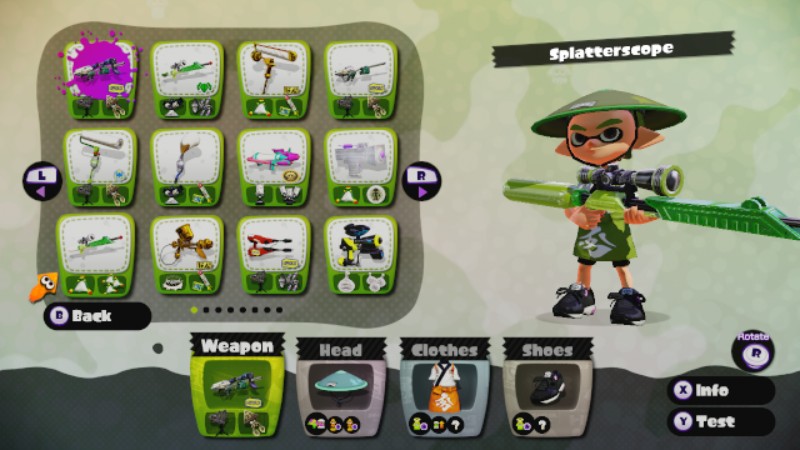 Splatterscope
L
R
B Back
Weapon
Head
Clothes
Shoes
Rotate
R
X Info
Y Test
?
?